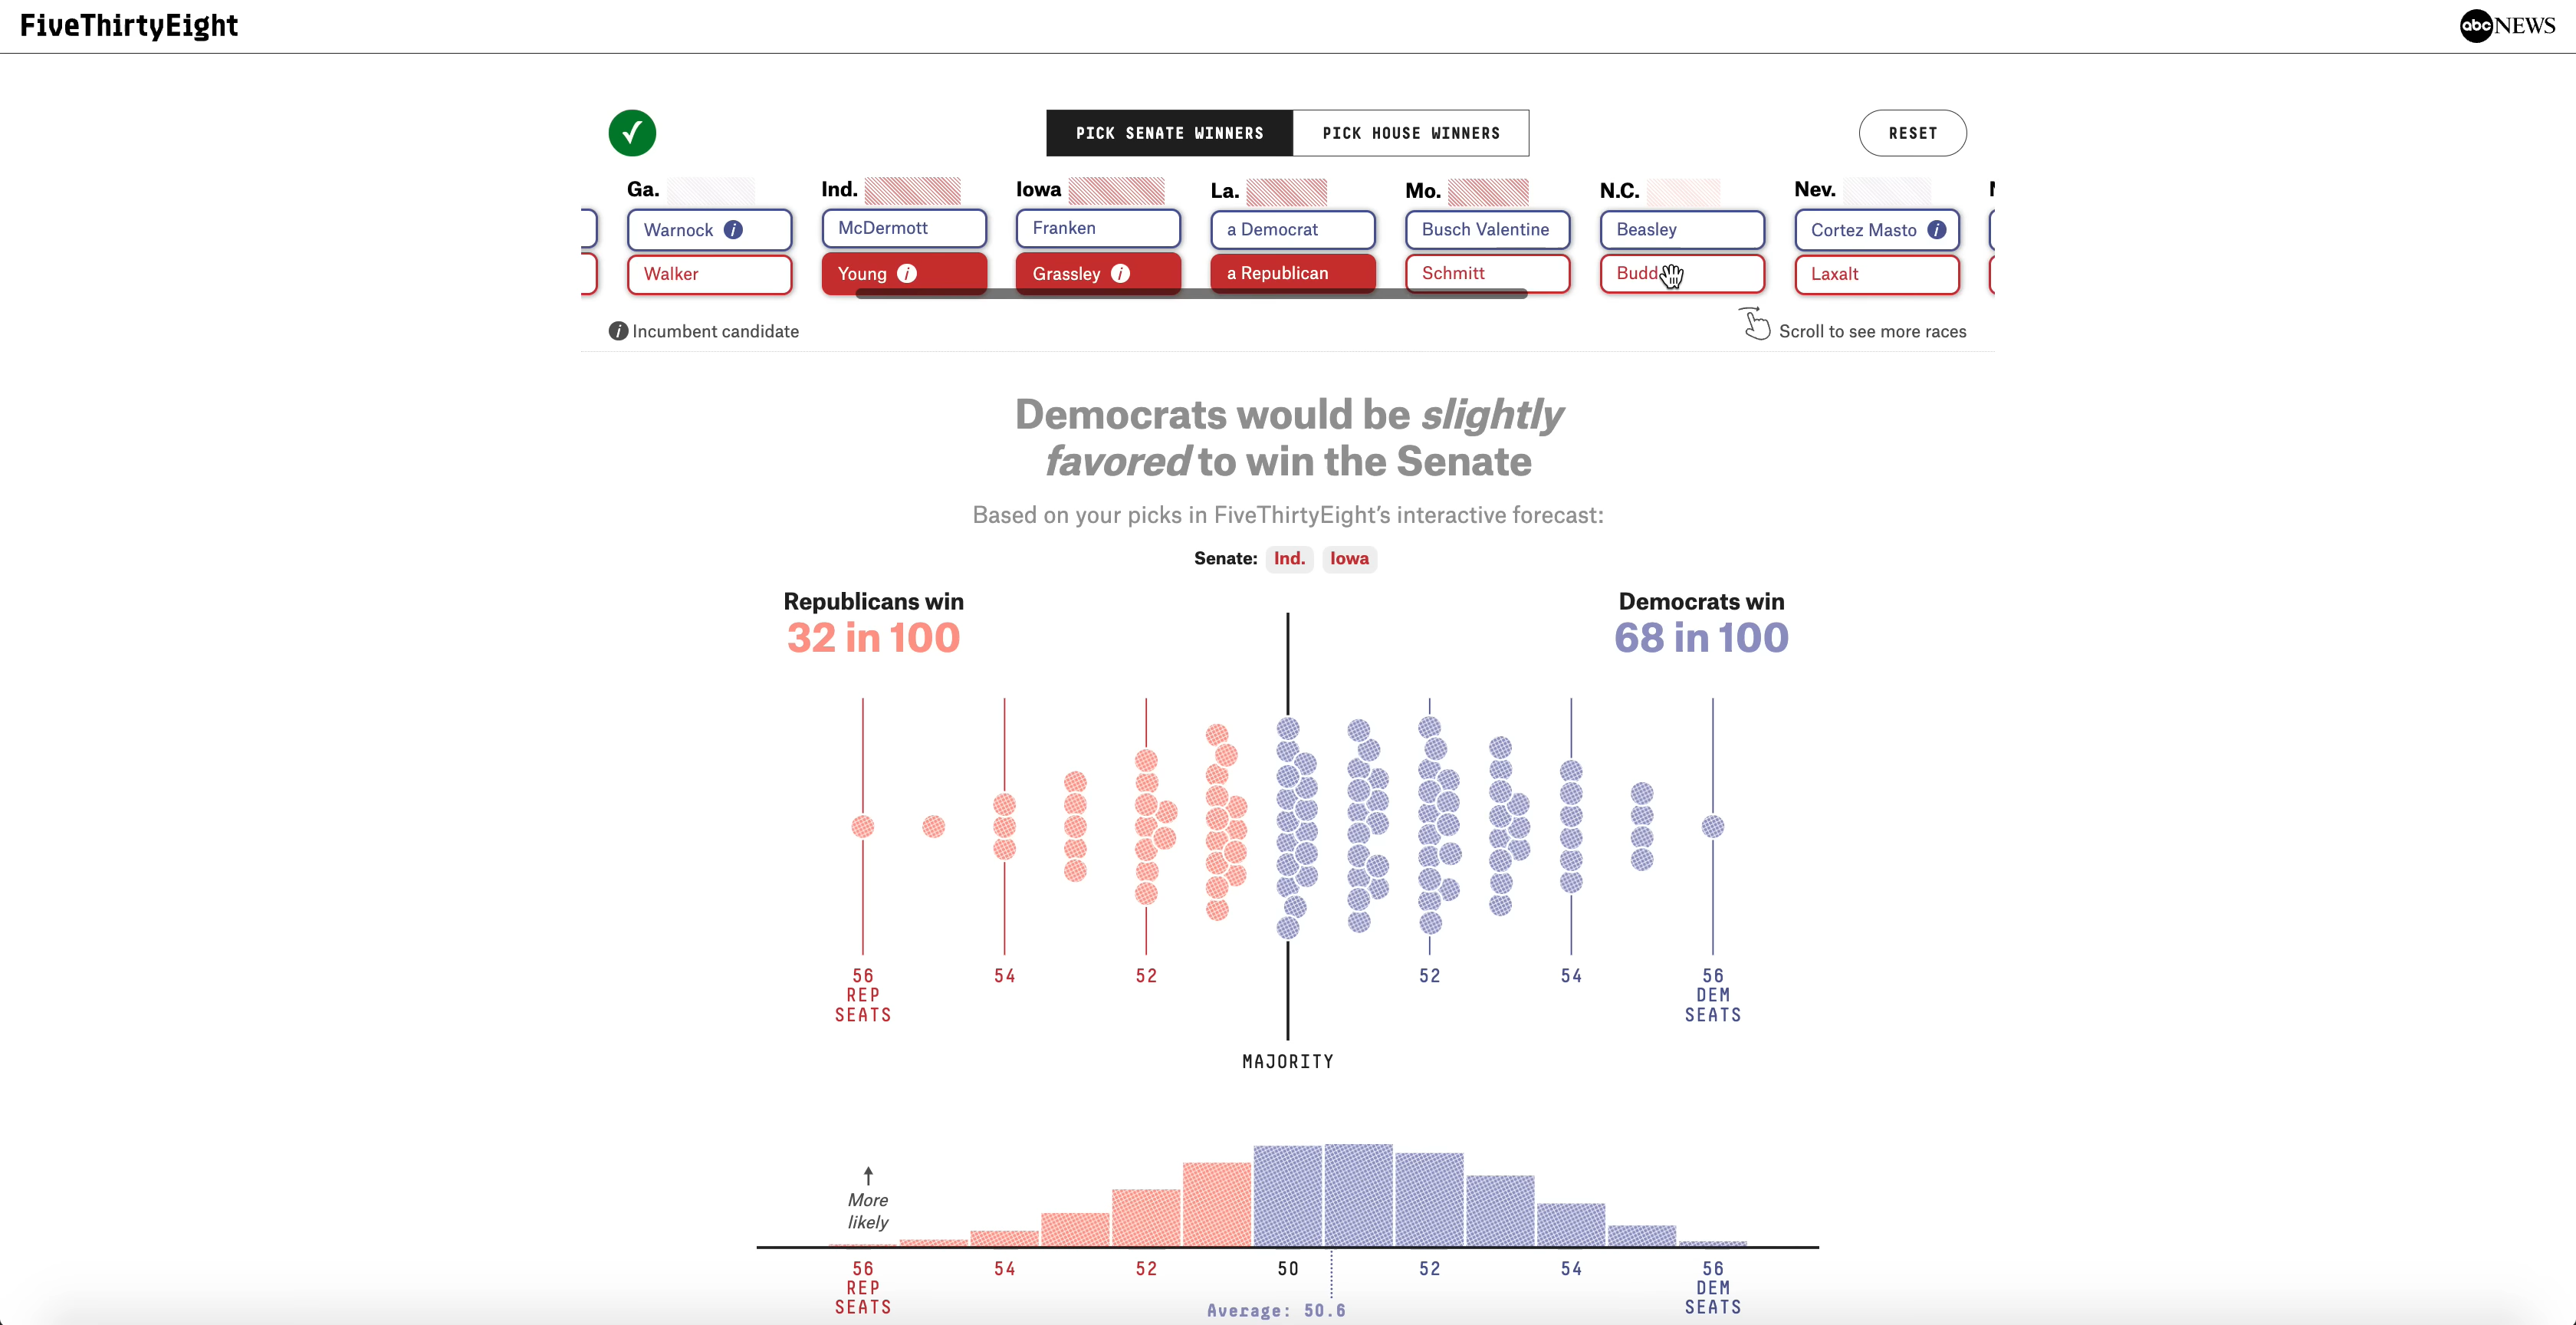 FiveThirtyEight
abc NEWS
PICK SENATE WINNERS
PICK HOUSE WINNERS
RESET
Ga.
Ind.
Iowa
La.
Mo.
N.C.
Nev.
Warnock i
McDermott
Franken
a Democrat
Busch Valentine
Beasley
Cortez Masto i
Walker
Young i
Grassley i
a Republican
Schmitt
Budd
Laxalt
i Incumbent candidate
Scroll to see more races
Democrats would be slightly
favored to win the Senate
Based on your picks in FiveThirtyEight’s interactive forecast:
Senate: Ind. Iowa
Republicans win
32 in 100
Democrats win
68 in 100
56
REP
SEATS
54
52
52
54
56
DEM
SEATS
MAJORITY
More
likely
56
REP
SEATS
54
52
50
52
54
56
DEM
SEATS
Average: 50.6